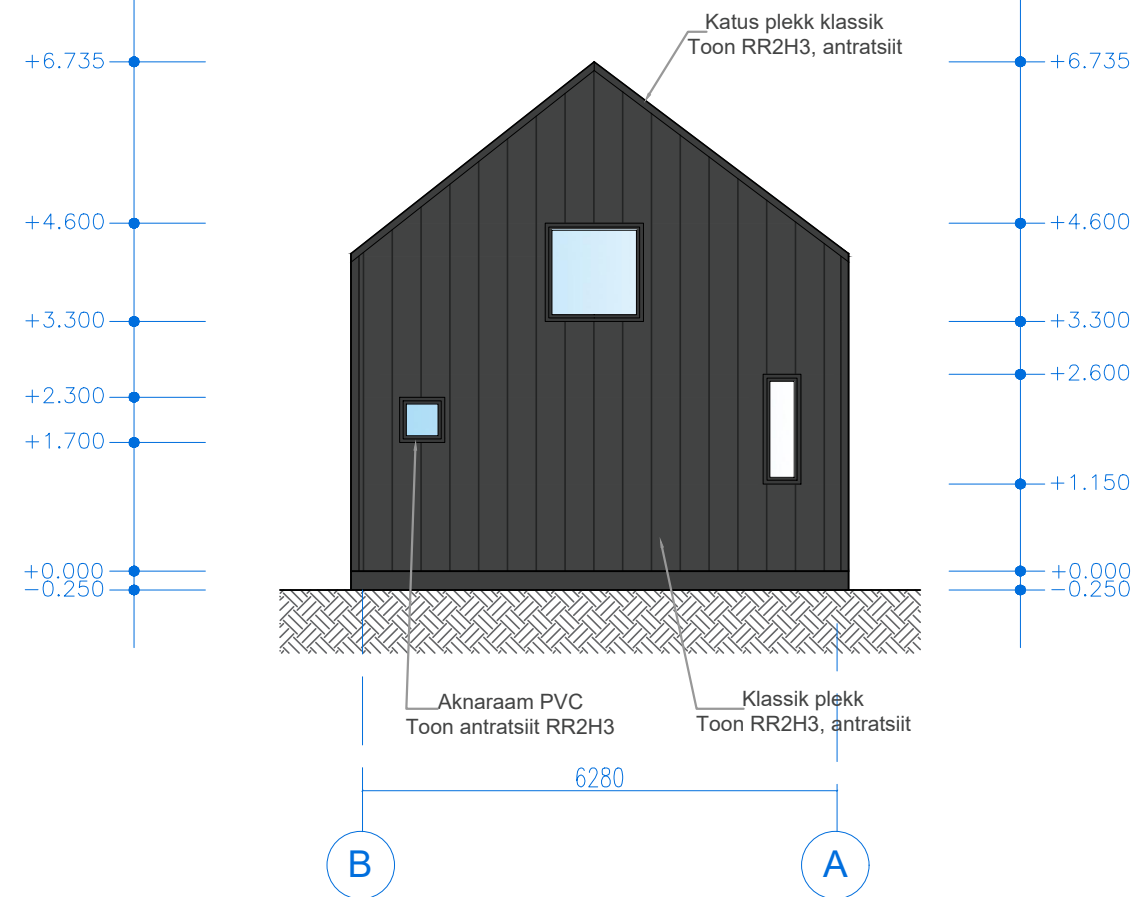 Katus plekk klassik
Toon RR2H3, antratsiit
+6.735
+6.735
+4.600
+4.600
+3.300
+3.300
+2.600
+2.300
+1.700
+1.150
+0.000
+0.000
-0.250
-0.250
Aknaraam PVC
Toon antratsiit RR2H3
Klassik plekk
Toon RR2H3, antratsiit
6280
B
A